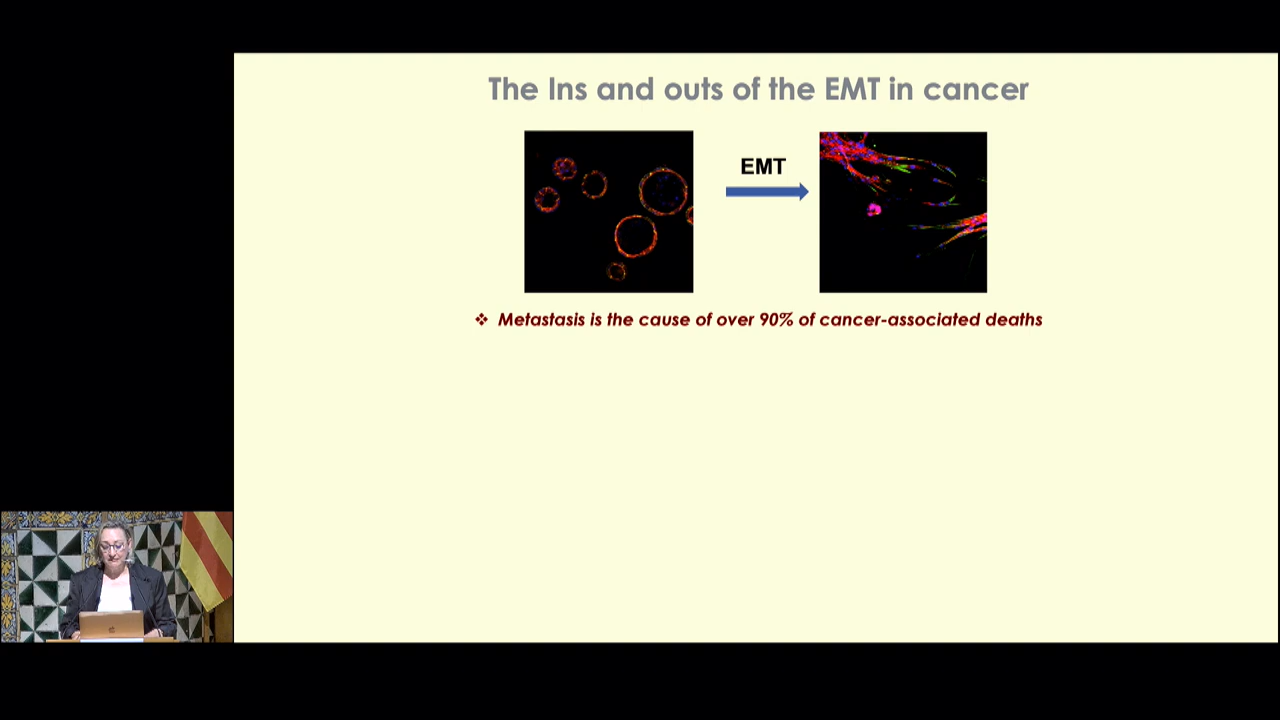 The Ins and outs of the EMT in cancer
EMT
❖ Metastasis is the cause of over 90% of cancer-associated deaths